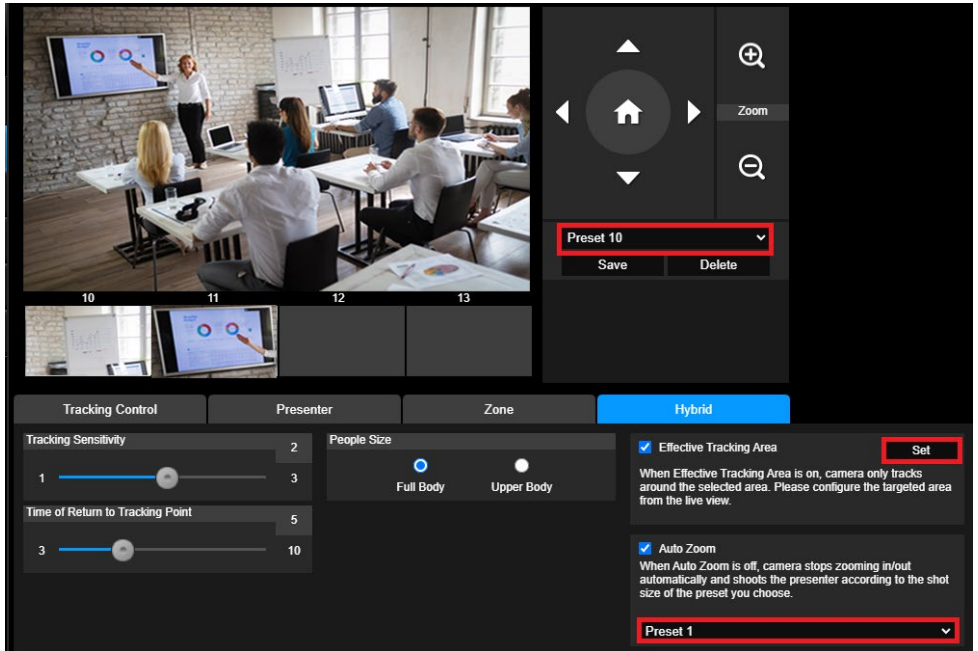 Zoom
Preset 10
Save Delete
10 11 12 13
Tracking Control Presenter Zone Hybrid
Tracking Sensitivity
2
1 3
Time of Return to Tracking Point
5
3 10
People Size
Full Body Upper Body
Effective Tracking Area
Set
When Effective Tracking Area is on, camera only tracks
around the selected area. Please configure the targeted area
from the live view.
Auto Zoom
When Auto Zoom is off, camera stops zooming in/out
automatically and shoots the presenter according to the shot
size of the preset you choose.
Preset 1